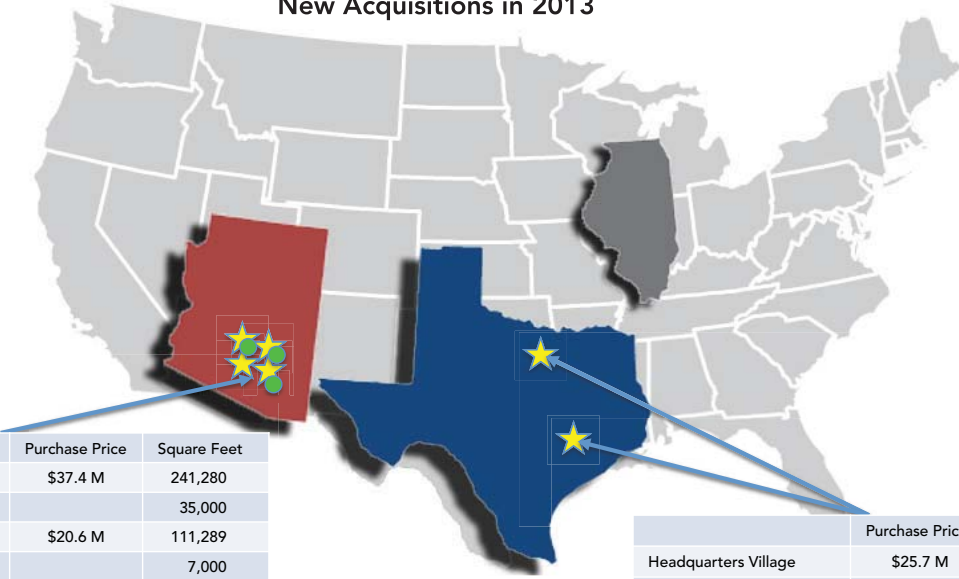 New Acquisitions in 2013
Purchase Price Square Feet
$37.4 M 241,280
35,000
$20.6 M 111,289
7,000
Purchase Pric
Headquarters Village $25.7 M